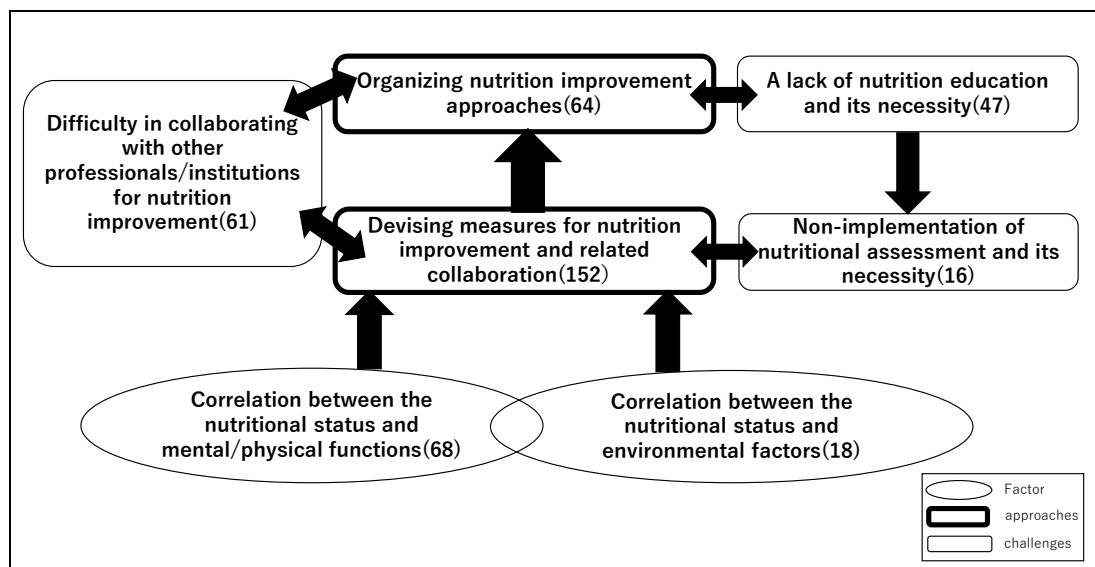 Organizing nutrition improvement
approaches(64)
A lack of nutrition education
and its necessity(47)
Difficulty in collaborating
with other
professionals/institutions
for nutrition
improvement(61)
Devising measures for nutrition
improvement and related
collaboration(152)
Non-implementation of
nutritional assessment and its
necessity(16)
Correlation between the
nutritional status and
mental/physical functions(68)
Correlation between the
nutritional status and
environmental factors(18)
Factor
approaches
challenges